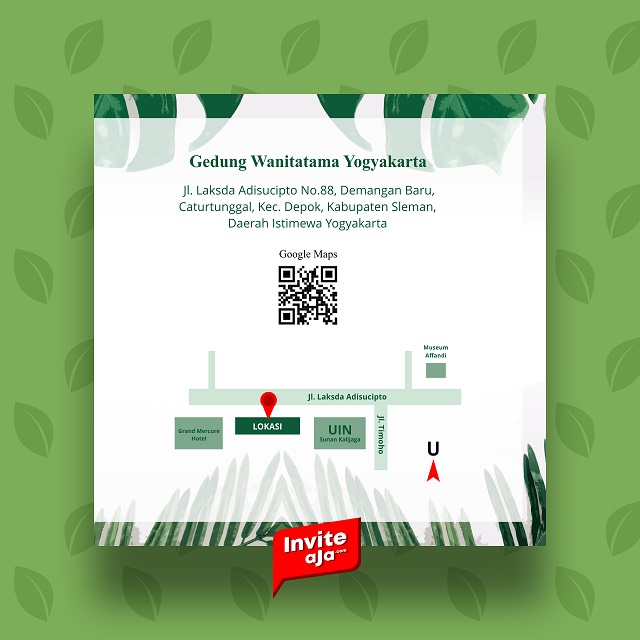 Gedung Wanitatama Yogyakarta
Jl. Laksda Adisucipto No.88, Demangan Baru,
Caturtunggal, Kec. Depok, Kabupaten Sleman,
Daerah Istimewa Yogyakarta
Google Maps
Museum
Affandi
Jl. Laksda Adisucipto
Grand Mercure
Hotel
LOKASI
UIN
Sunan Kalijaga
Jl. Timoho
U
Invite
aja.com